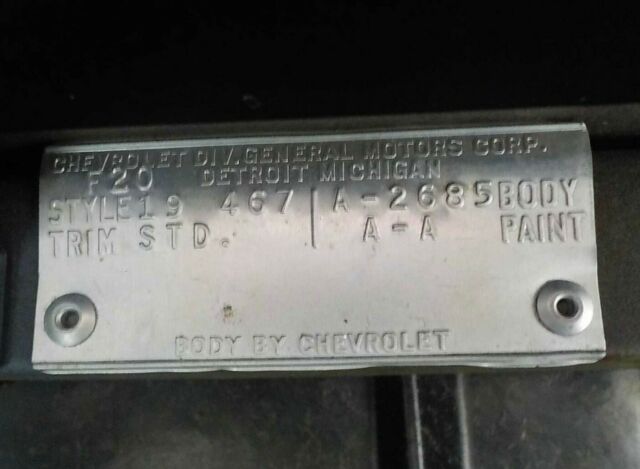 CHEVROLET DIV. GENERAL MOTORS CORP.
F20 DETROIT MICHIGAN
STYLE 19 467 A-2685 BODY
TRIM STD. A-A PAINT
BODY BY CHEVROLET